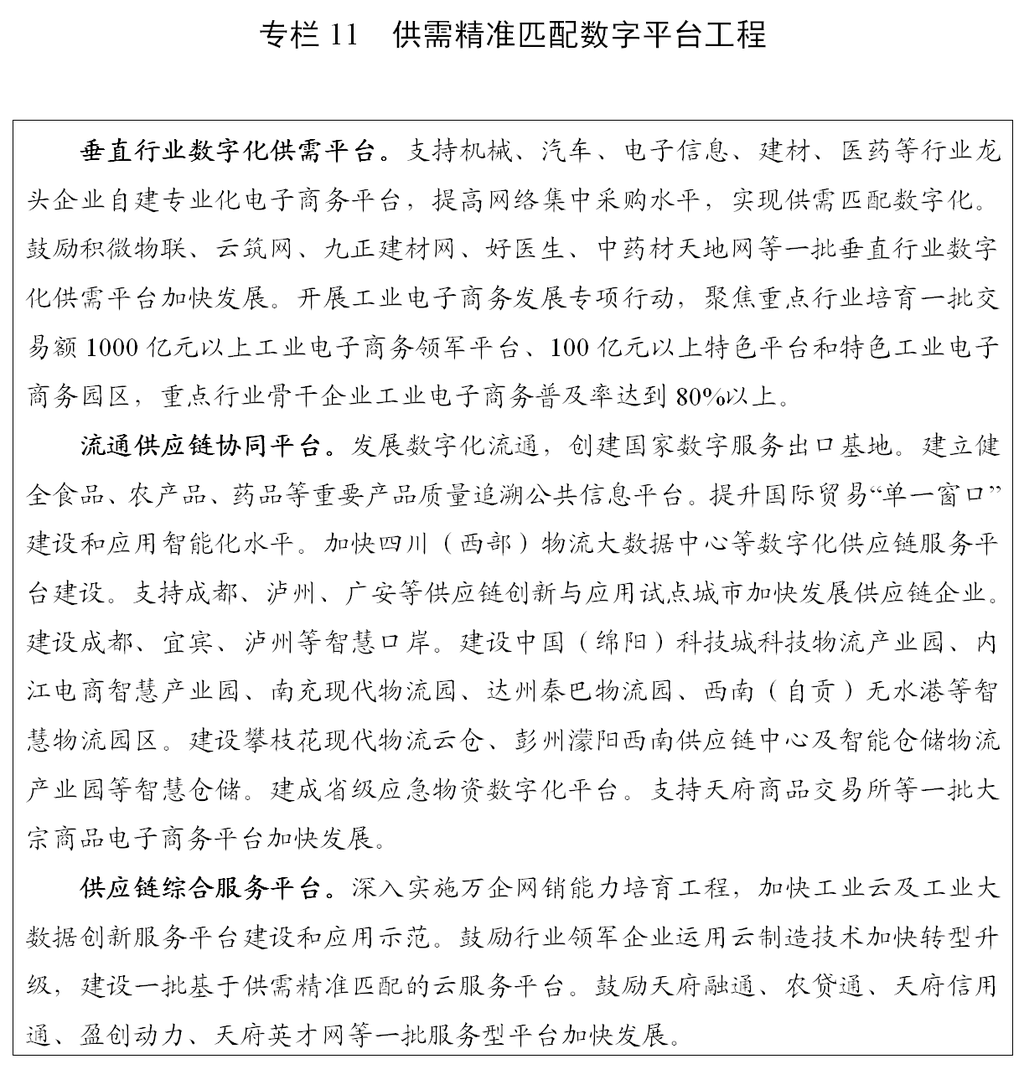 专栏 11　供需精准匹配数字平台工程
垂直行业数字化供需平台。支持机械、汽车、电子信息、建材、医药等行业龙
头企业自建专业化电子商务平台，提高网络集中采购水平，实现供需匹配数字化。
鼓励积微物联、云筑网、九正建材网、好医生、中药材天地网等一批垂直行业数字
化供需平台加快发展。开展工业电子商务发展专项行动，聚焦重点行业培育一批交
易额 1000 亿元以上工业电子商务领军平台、100 亿元以上特色平台和特色工业电子
商务园区，重点行业骨干企业工业电子商务普及率达到 80%以上。
流通供应链协同平台。发展数字化流通，创建国家数字服务出口基地。建立健
全食品、农产品、药品等重要产品质量追溯公共信息平台。提升国际贸易“单一窗口”
建设和应用智能化水平。加快四川（西部）物流大数据中心等数字化供应链服务平
台建设。支持成都、泸州、广安等供应链创新与应用试点城市加快发展供应链企业。
建设成都、宜宾、泸州等智慧口岸。建设中国（绵阳）科技城科技物流产业园、内
江电商智慧产业园、南充现代物流园、达州秦巴物流园、西南（自贡）无水港等智
慧物流园区。建设攀枝花现代物流云仓、彭州濛阳西南供应链中心及智能仓储物流
产业园等智慧仓储。建成省级应急物资数字化平台。支持天府商品交易所等一批大
宗商品电子商务平台加快发展。
供应链综合服务平台。深入实施万企网销能力培育工程，加快工业云及工业大
数据创新服务平台建设和应用示范。鼓励行业领军企业运用云制造技术加快转型升
级，建设一批基于供需精准匹配的云服务平台。鼓励天府融通、农贷通、天府信用
通、盈创动力、天府英才网等一批服务型平台加快发展。